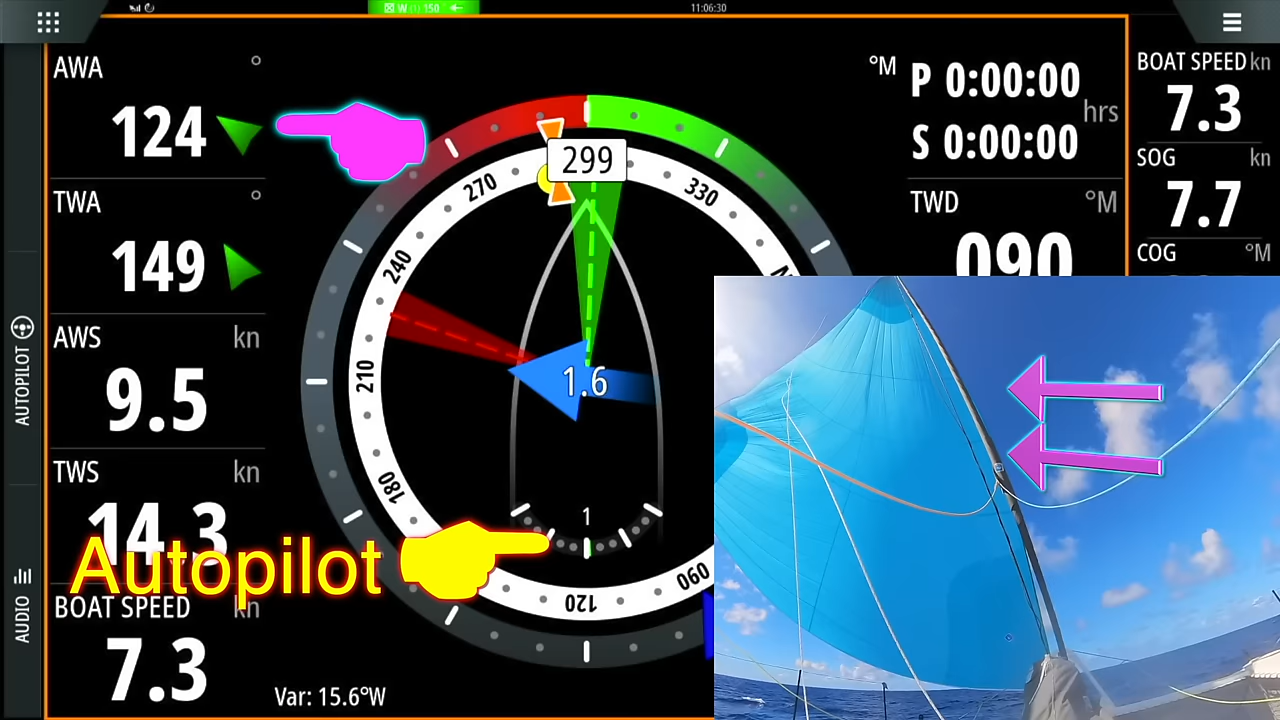 W (T) 150°
11:06:30
AWA °
124
TWA °
149
AWS kn
9.5
TWS kn
14.3
Autopilot
BOAT SPEED kn
7.3
Var: 15.6°W
AUTOPILOT
AUDIO
299
270
330
240
210
180
120
060
N
1.6
1
°M
P 0:00:00
S 0:00:00
hrs
TWD °M
090
BOAT SPEED kn
7.3
SOG kn
7.7
COG °M